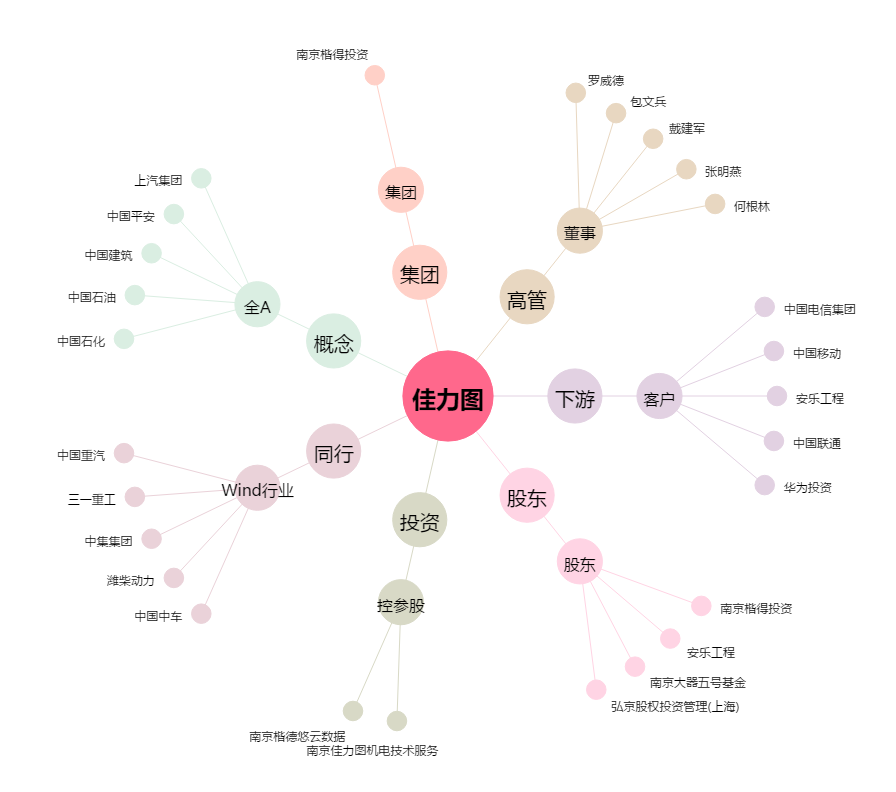 南京楷得投资
集团
集团
罗威德
包文兵
戴建军
张明燕
何根林
董事
高管
上汽集团
中国平安
中国建筑
中国石油
中国石化
全A
概念
佳力图
下游
客户
中国电信集团
中国移动
安乐工程
中国联通
华为投资
同行
Wind行业
中国重汽
三一重工
中集集团
潍柴动力
中国中车
投资
控参股
南京楷德悠云数据
南京佳力图机电技术服务
股东
股东
南京楷得投资
安乐工程
南京大器五号基金
弘京股权投资管理(上海)